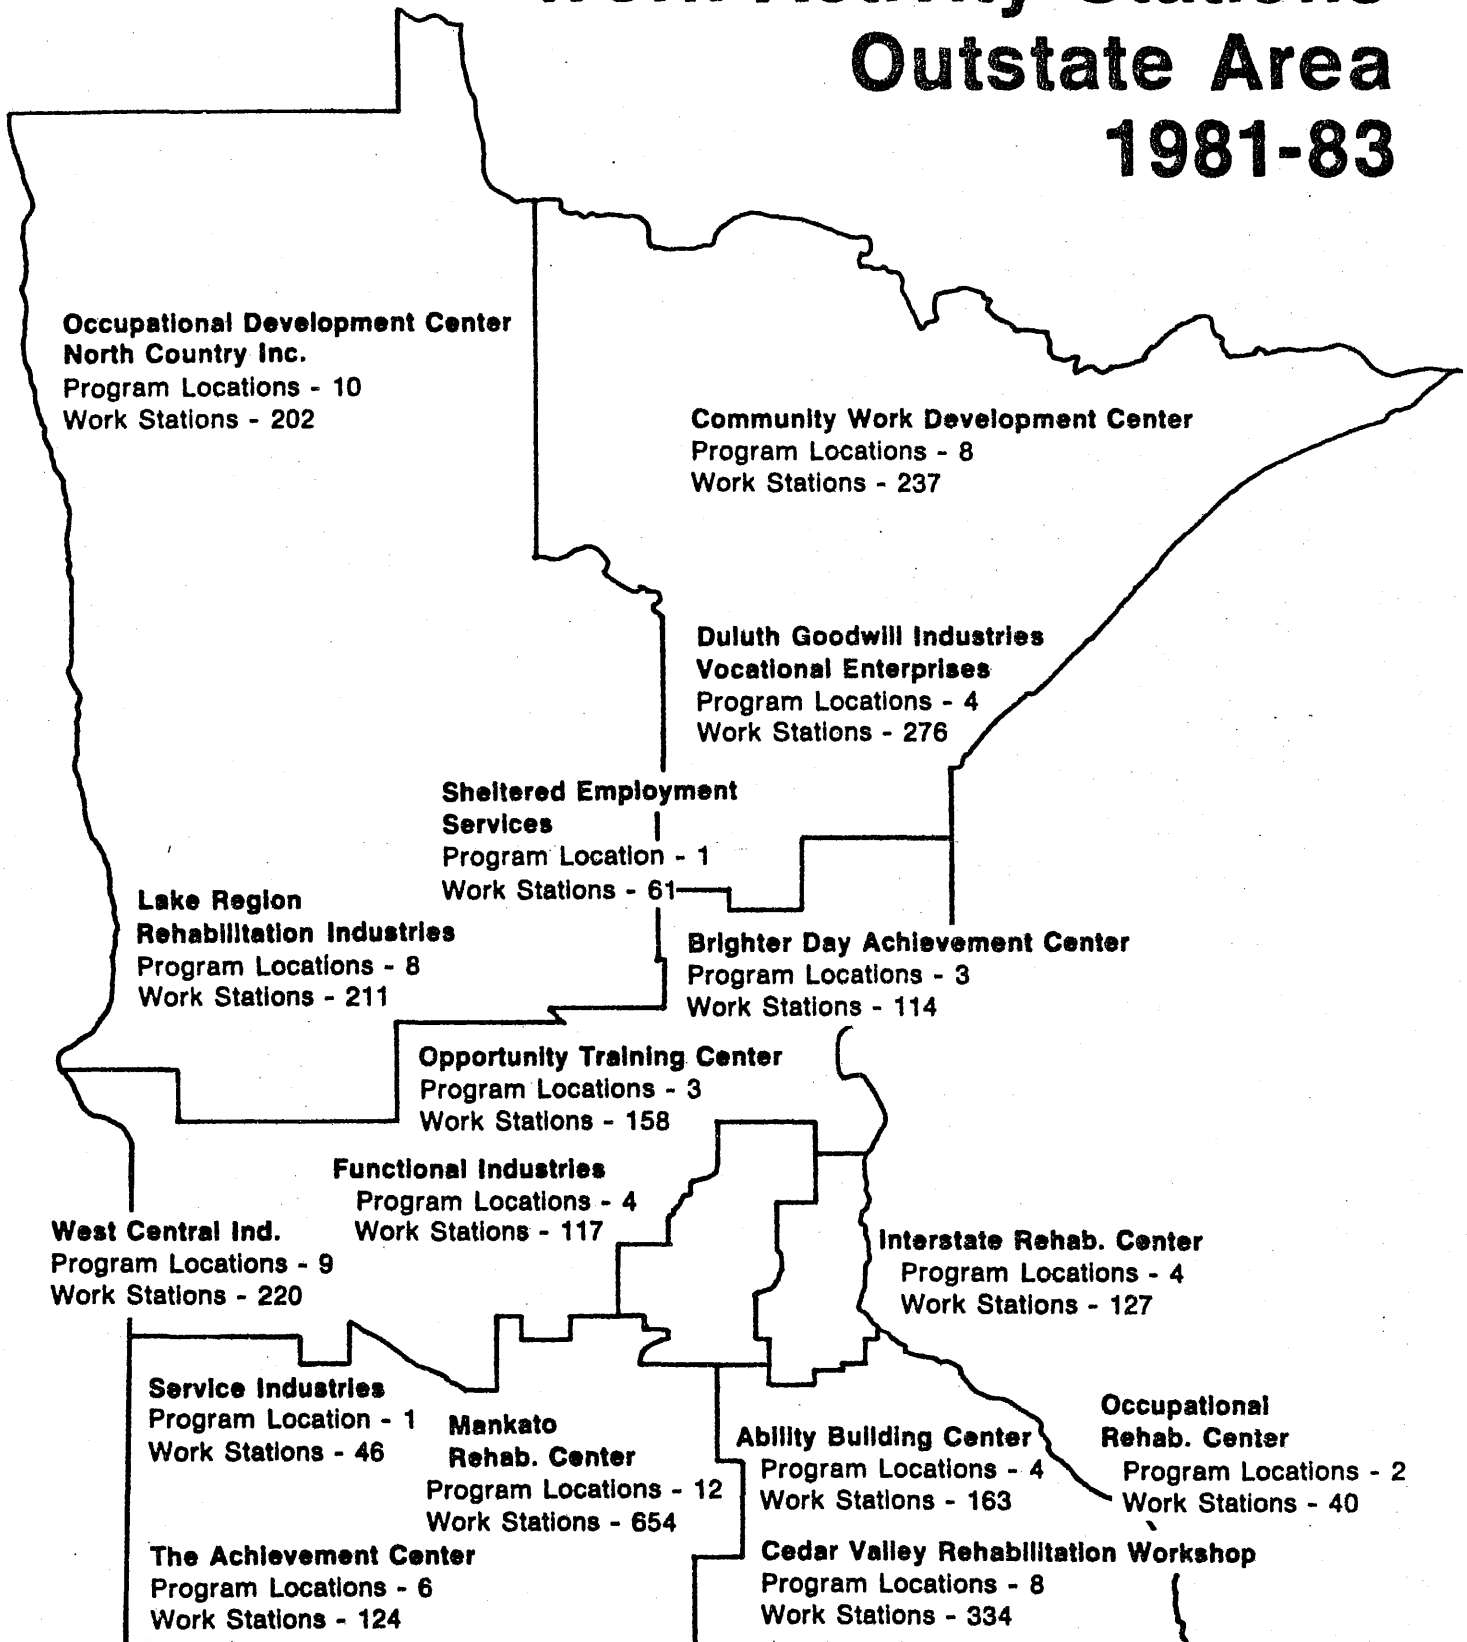 Work Activity Stations
Outstate Area
1981-83
Occupational Development Center
North Country Inc.
Program Locations - 10
Work Stations - 202
Community Work Development Center
Program Locations - 8
Work Stations - 237
Duluth Goodwill Industries
Vocational Enterprises
Program Locations - 4
Work Stations - 276
Sheltered Employment
Services
Program Location - 1
Work Stations - 61
Lake Region
Rehabilitation Industries
Program Locations - 8
Work Stations - 211
Brighter Day Achievement Center
Program Locations - 3
Work Stations - 114
Opportunity Training Center
Program Locations - 3
Work Stations - 158
Functional Industries
Program Locations - 4
Work Stations - 117
West Central Ind.
Program Locations - 9
Work Stations - 220
Interstate Rehab. Center
Program Locations - 4
Work Stations - 127
Service Industries
Program Location - 1
Work Stations - 46
Mankato
Rehab. Center
Program Locations - 12
Work Stations - 654
Ability Building Center
Program Locations - 4
Work Stations - 163
Occupational
Rehab. Center
Program Locations - 2
Work Stations - 40
The Achievement Center
Program Locations - 6
Work Stations - 124
Cedar Valley Rehabilitation Workshop
Program Locations - 8
Work Stations - 334